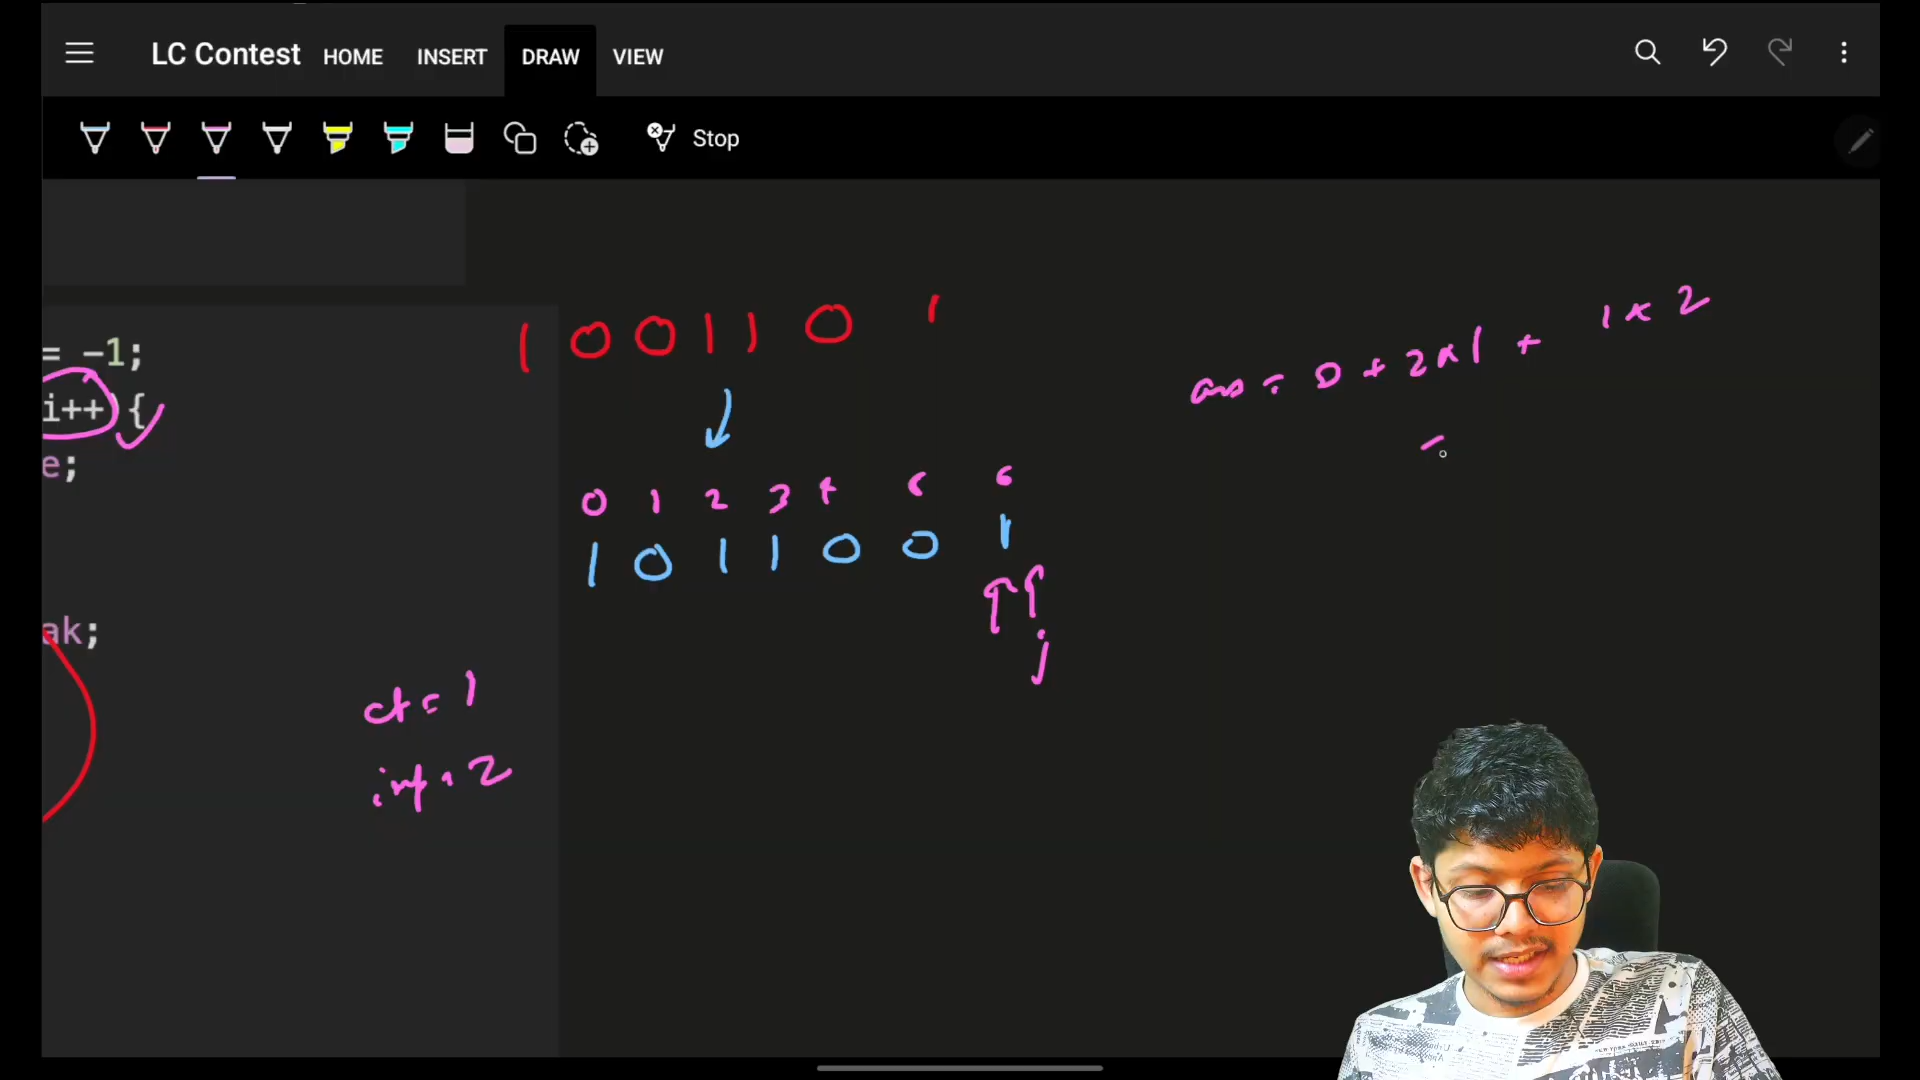 LC Contest HOME INSERT DRAW VIEW
Stop
= -1;
i++) {
e;
ak;
1 0 0 1 1 0 1
0 1 2 3 4 5 6
1 0 1 1 0 0 1
j
ct = 1
imp = 2
ans = 0 + 2x1 + 1x2
=